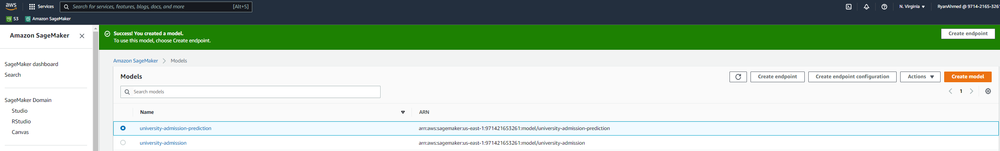 aws Services Search for services, features, blogs, docs, and more [Alt+S] N. Virginia RyanAhmed @ 9714-2165-3261
S3 Amazon SageMaker
Amazon SageMaker
SageMaker dashboard
Search
SageMaker Domain
Studio
RStudio
Canvas
Success! You created a model.
To use this model, choose Create endpoint.
Create endpoint
Amazon SageMaker > Models
Models
Create endpoint Create endpoint configuration Actions Create model
Search models
1
Name ARN
university-admission-prediction arn:aws:sagemaker:us-east-1:971421653261:model/university-admission-prediction
university-admission arn:aws:sagemaker:us-east-1:971421653261:model/university-admission